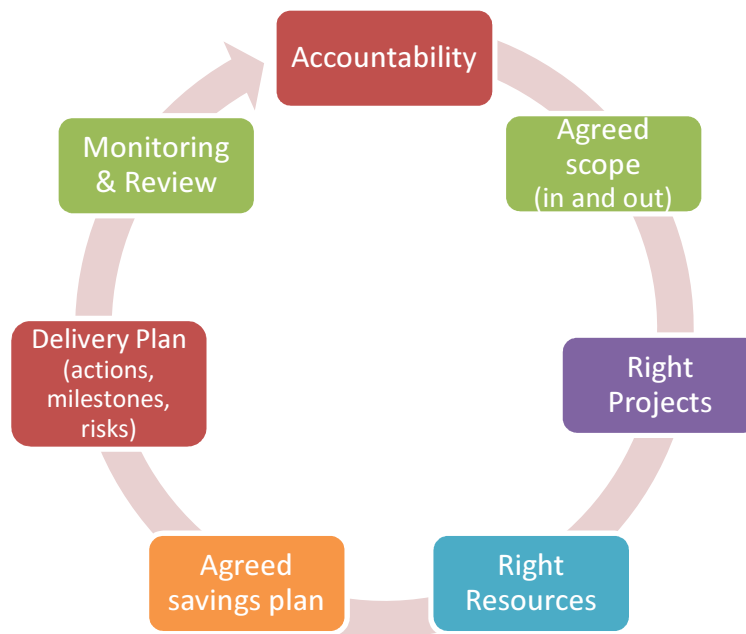 Accountability
Agreed
scope
(in and out)
Right
Projects
Right
Resources
Agreed
savings plan
Delivery Plan
(actions,
milestones,
risks)
Monitoring
& Review